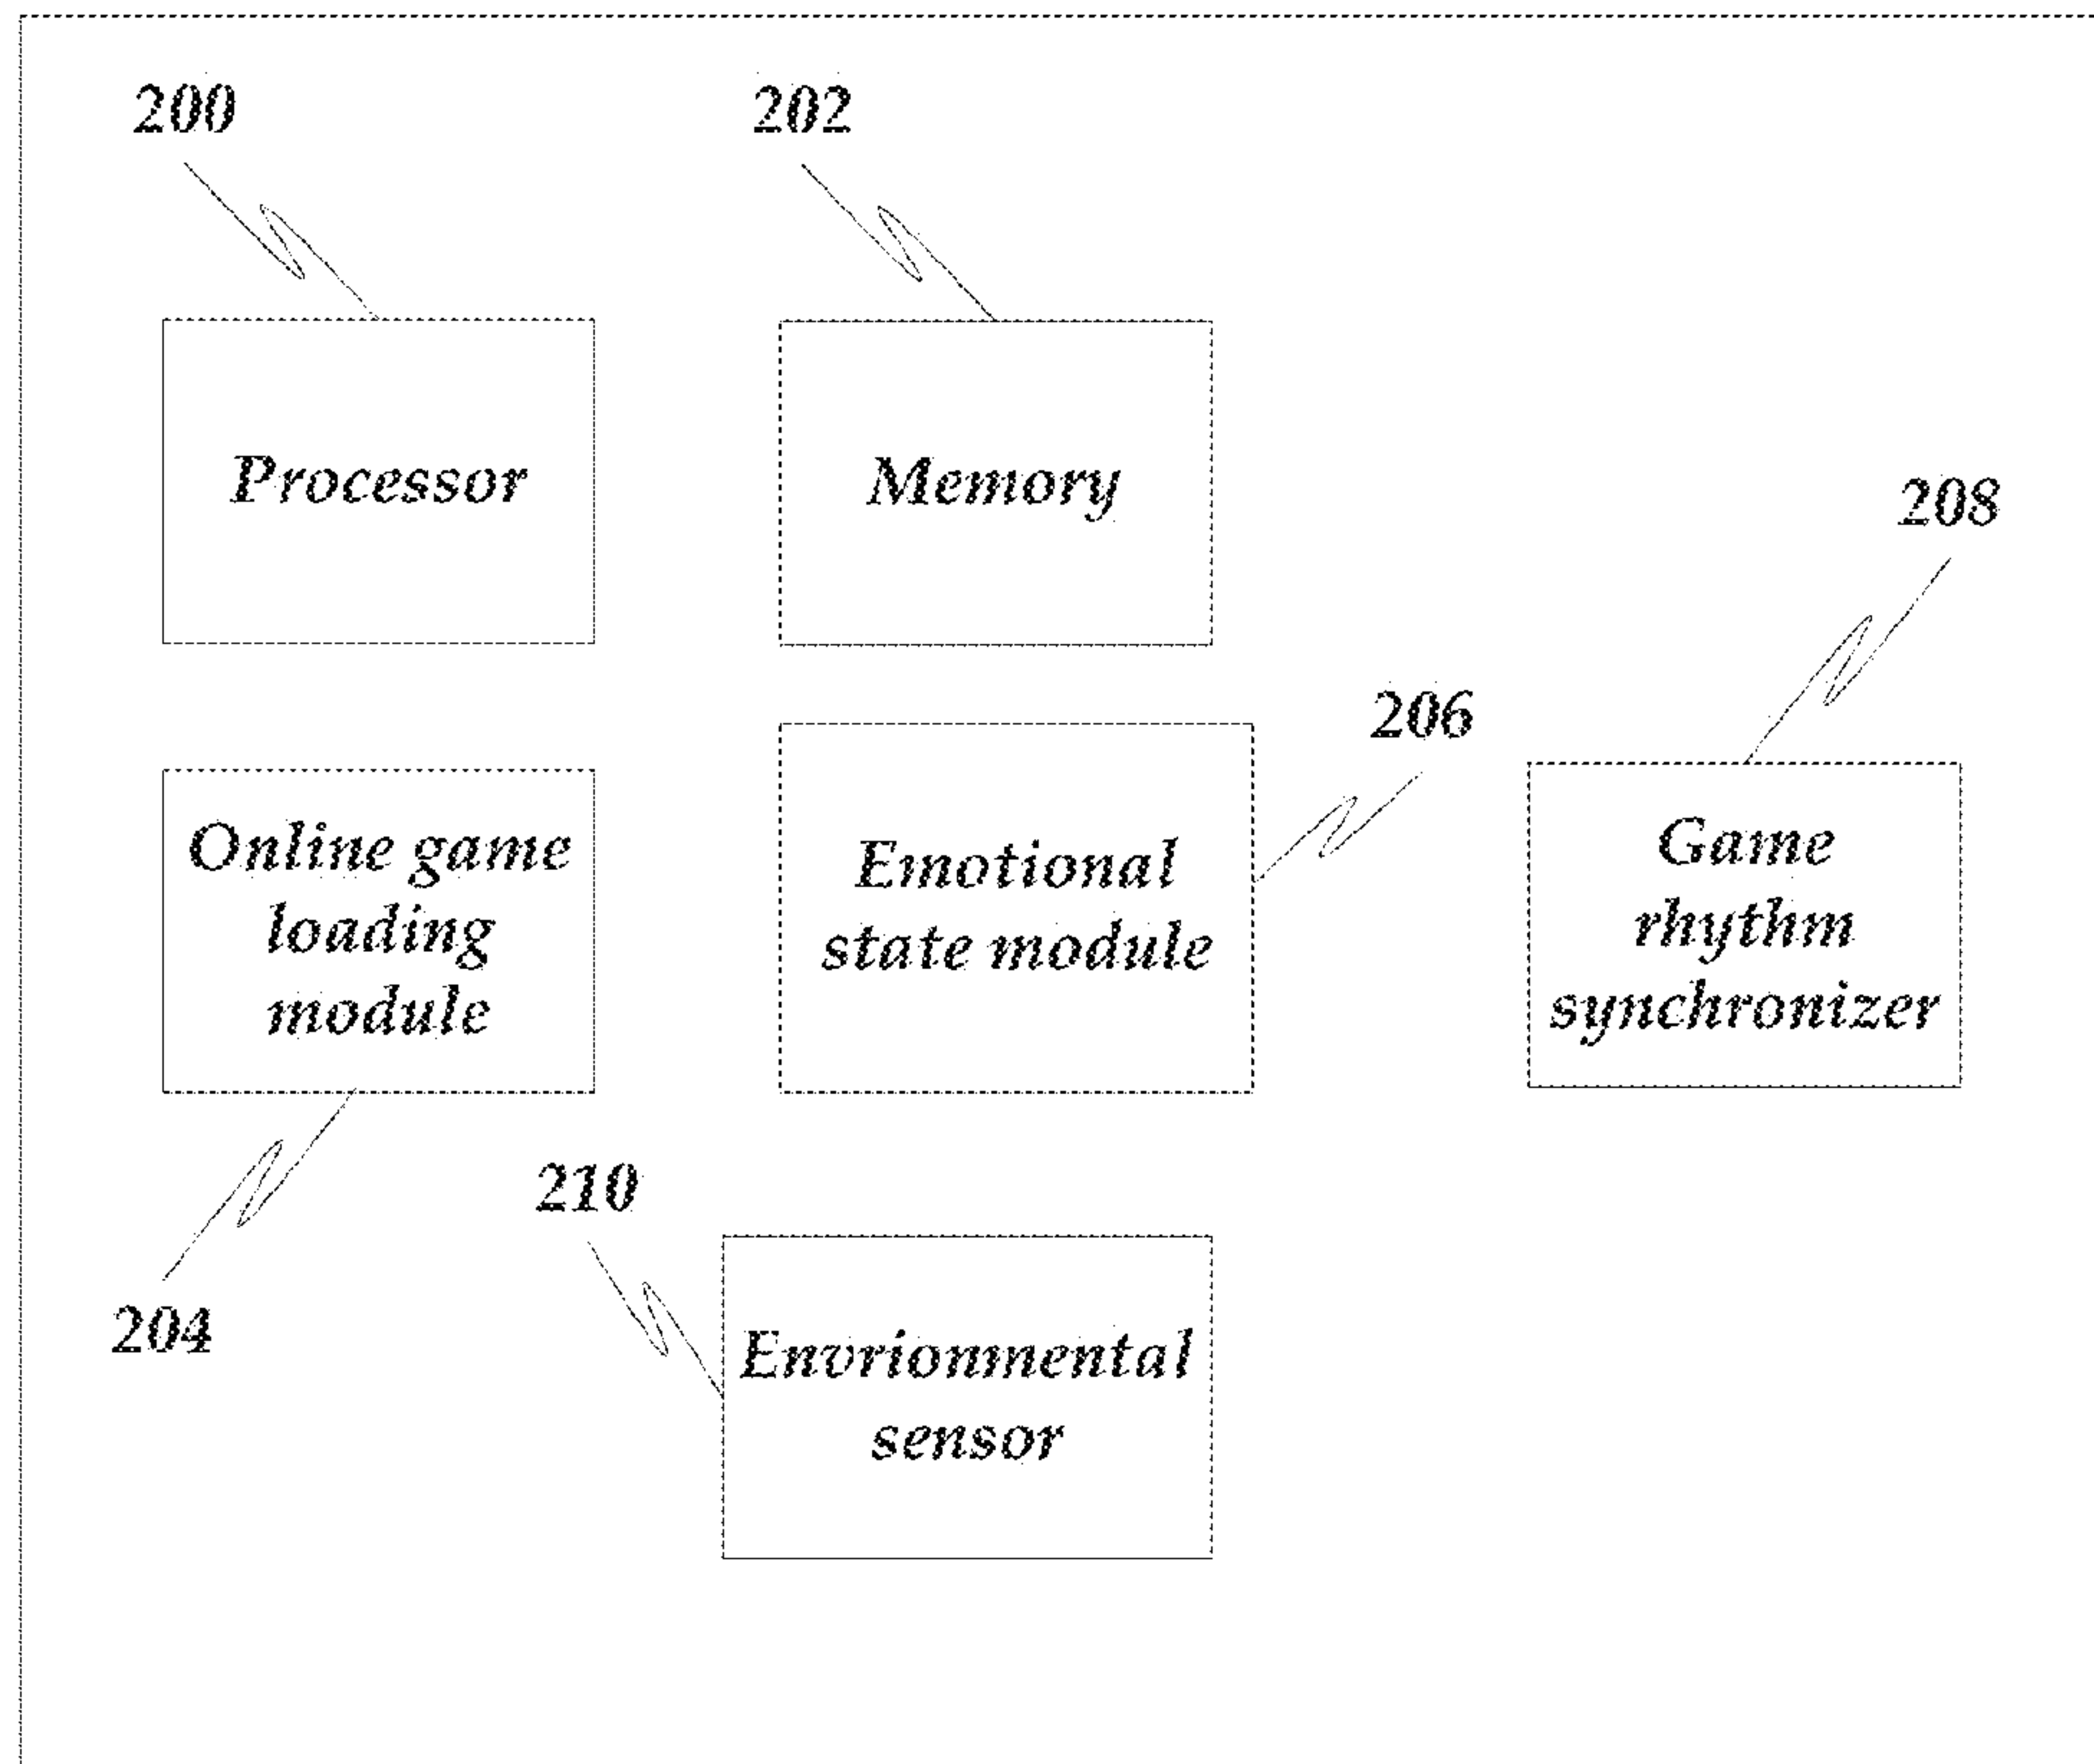 200
202
Processor
Memory
208
206
Online game
loading
module
Emotional
state module
Game
rhythm
synchronizer
210
204
Envrionmental
sensor